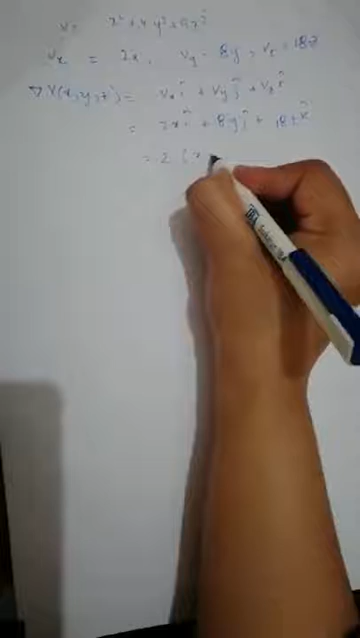 V = x² + 4y² + 9z²
Vx = 2x, Vy = 8y, Vz = 18z
∇V(x,y,z) = Vx î + Vy ĵ + Vz k̂
= 2x î + 8y ĵ + 18z k̂
= 2 (x